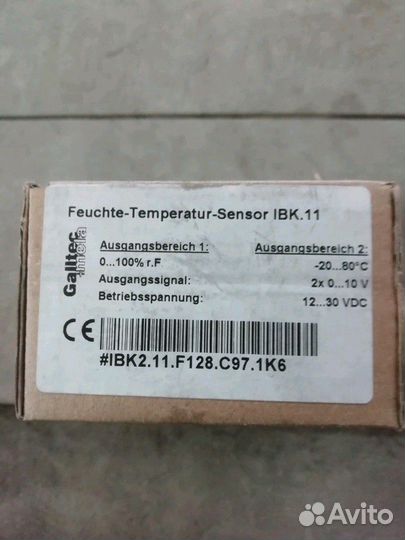 Feuchte-Temperatur-Sensor IBK.11
Galltec
mela
Ausgangsbereich 1: Ausgangsbereich 2:
0...100% r.F -20...80°C
Ausgangssignal: 2x 0...10 V
Betriebsspannung: 12...30 VDC
CE
#IBK2.11.F128.C97.1K6
Avito